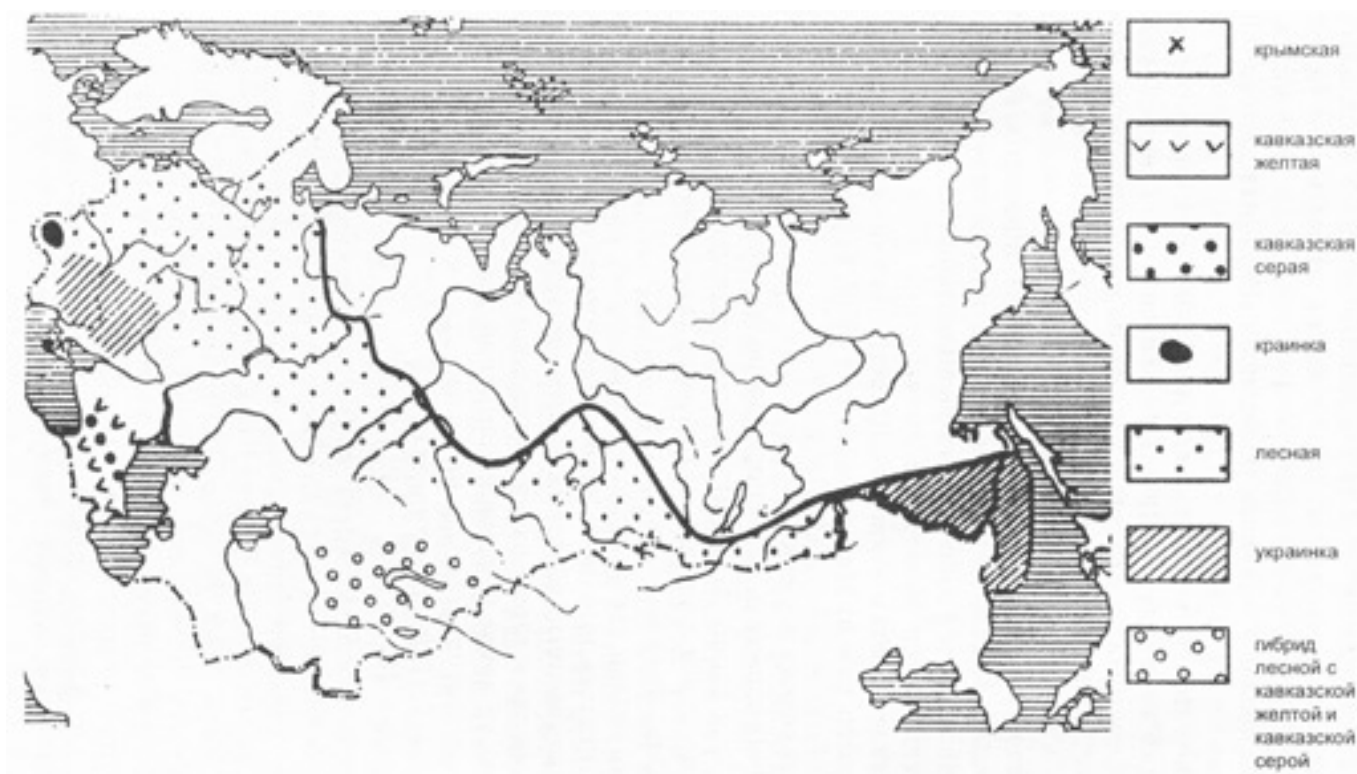 крымская
кавказская
желтая
кавказская
серая
краинка
лесная
украинка
гибрид
лесной с
кавказской
желтой и
кавказской
серой